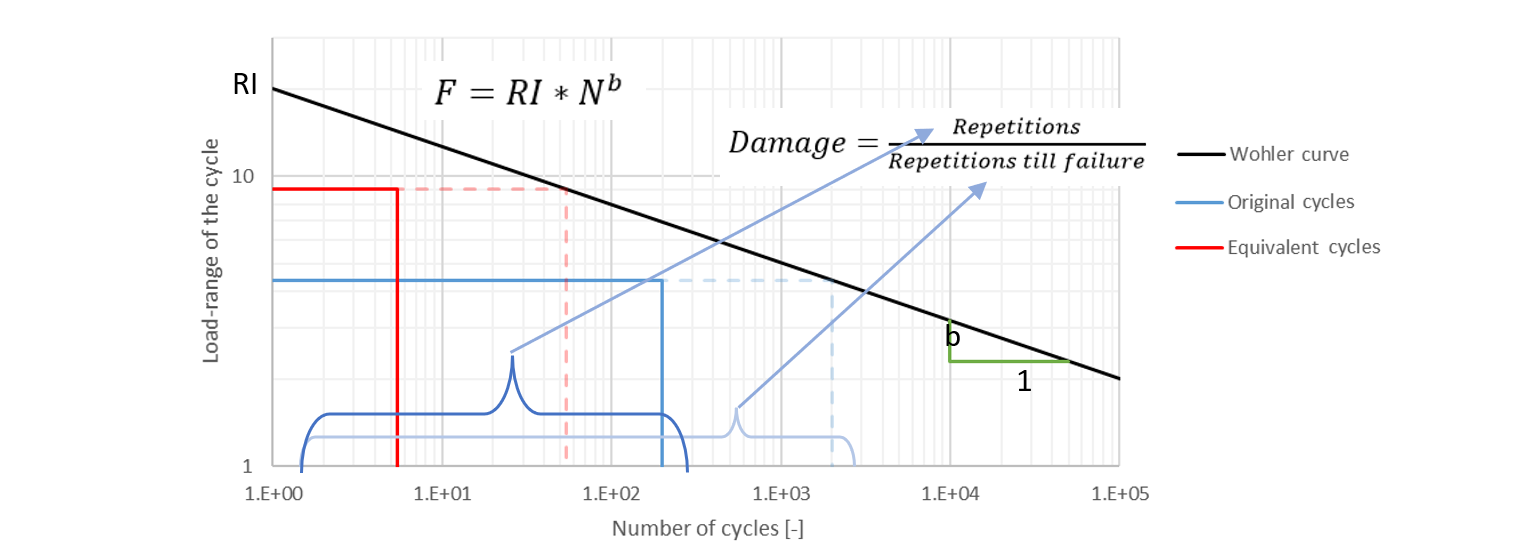 RI
F = RI * N^b
Damage = Repetitions / Repetitions till failure
Wohler curve
Original cycles
Equivalent cycles
Load-range of the cycle
10
1
b
1
1.E+00 1.E+01 1.E+02 1.E+03 1.E+04 1.E+05
Number of cycles [-]